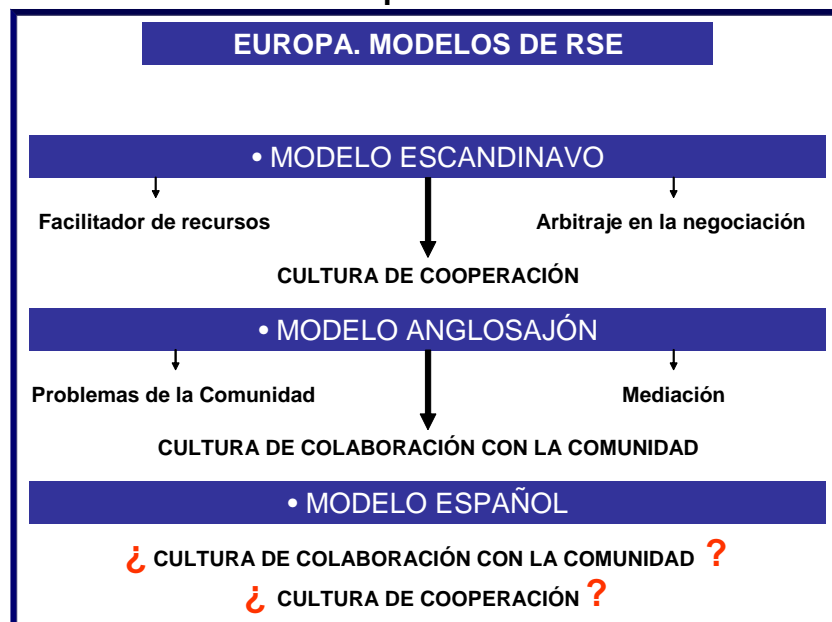 EUROPA. MODELOS DE RSE
• MODELO ESCANDINAVO
Facilitador de recursos
Arbitraje en la negociación
CULTURA DE COOPERACIÓN
• MODELO ANGLOSAJÓN
Problemas de la Comunidad
Mediación
CULTURA DE COLABORACIÓN CON LA COMUNIDAD
• MODELO ESPAÑOL
¿ CULTURA DE COLABORACIÓN CON LA COMUNIDAD ?
¿ CULTURA DE COOPERACIÓN ?